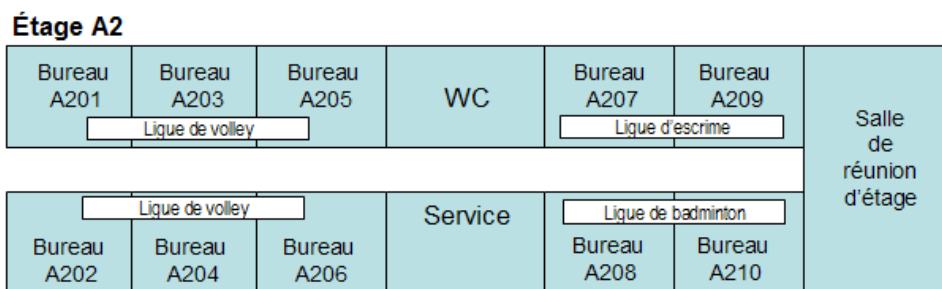 Étage A2
Bureau
A201
Bureau
A203
Bureau
A205
WC
Bureau
A207
Bureau
A209
Ligue de volley
Ligue d'escrime
Salle
de
réunion
d'étage
Ligue de volley
Service
Ligue de badminton
Bureau
A202
Bureau
A204
Bureau
A206
Bureau
A208
Bureau
A210